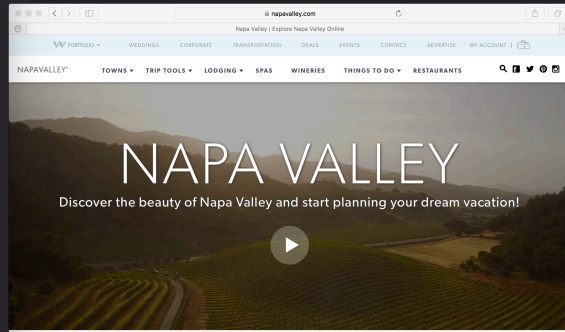 napavalley.com
Napa Valley | Explore Napa Valley Online
W PORTFOLIO WEDDINGS CORPORATE TRANSPORTATION DEALS EVENTS CONTACT ADVERTISE MY ACCOUNT |
NAPAVALLEY® TOWNS TRIP TOOLS LODGING SPAS WINERIES THINGS TO DO RESTAURANTS
NAPA VALLEY
Discover the beauty of Napa Valley and start planning your dream vacation!